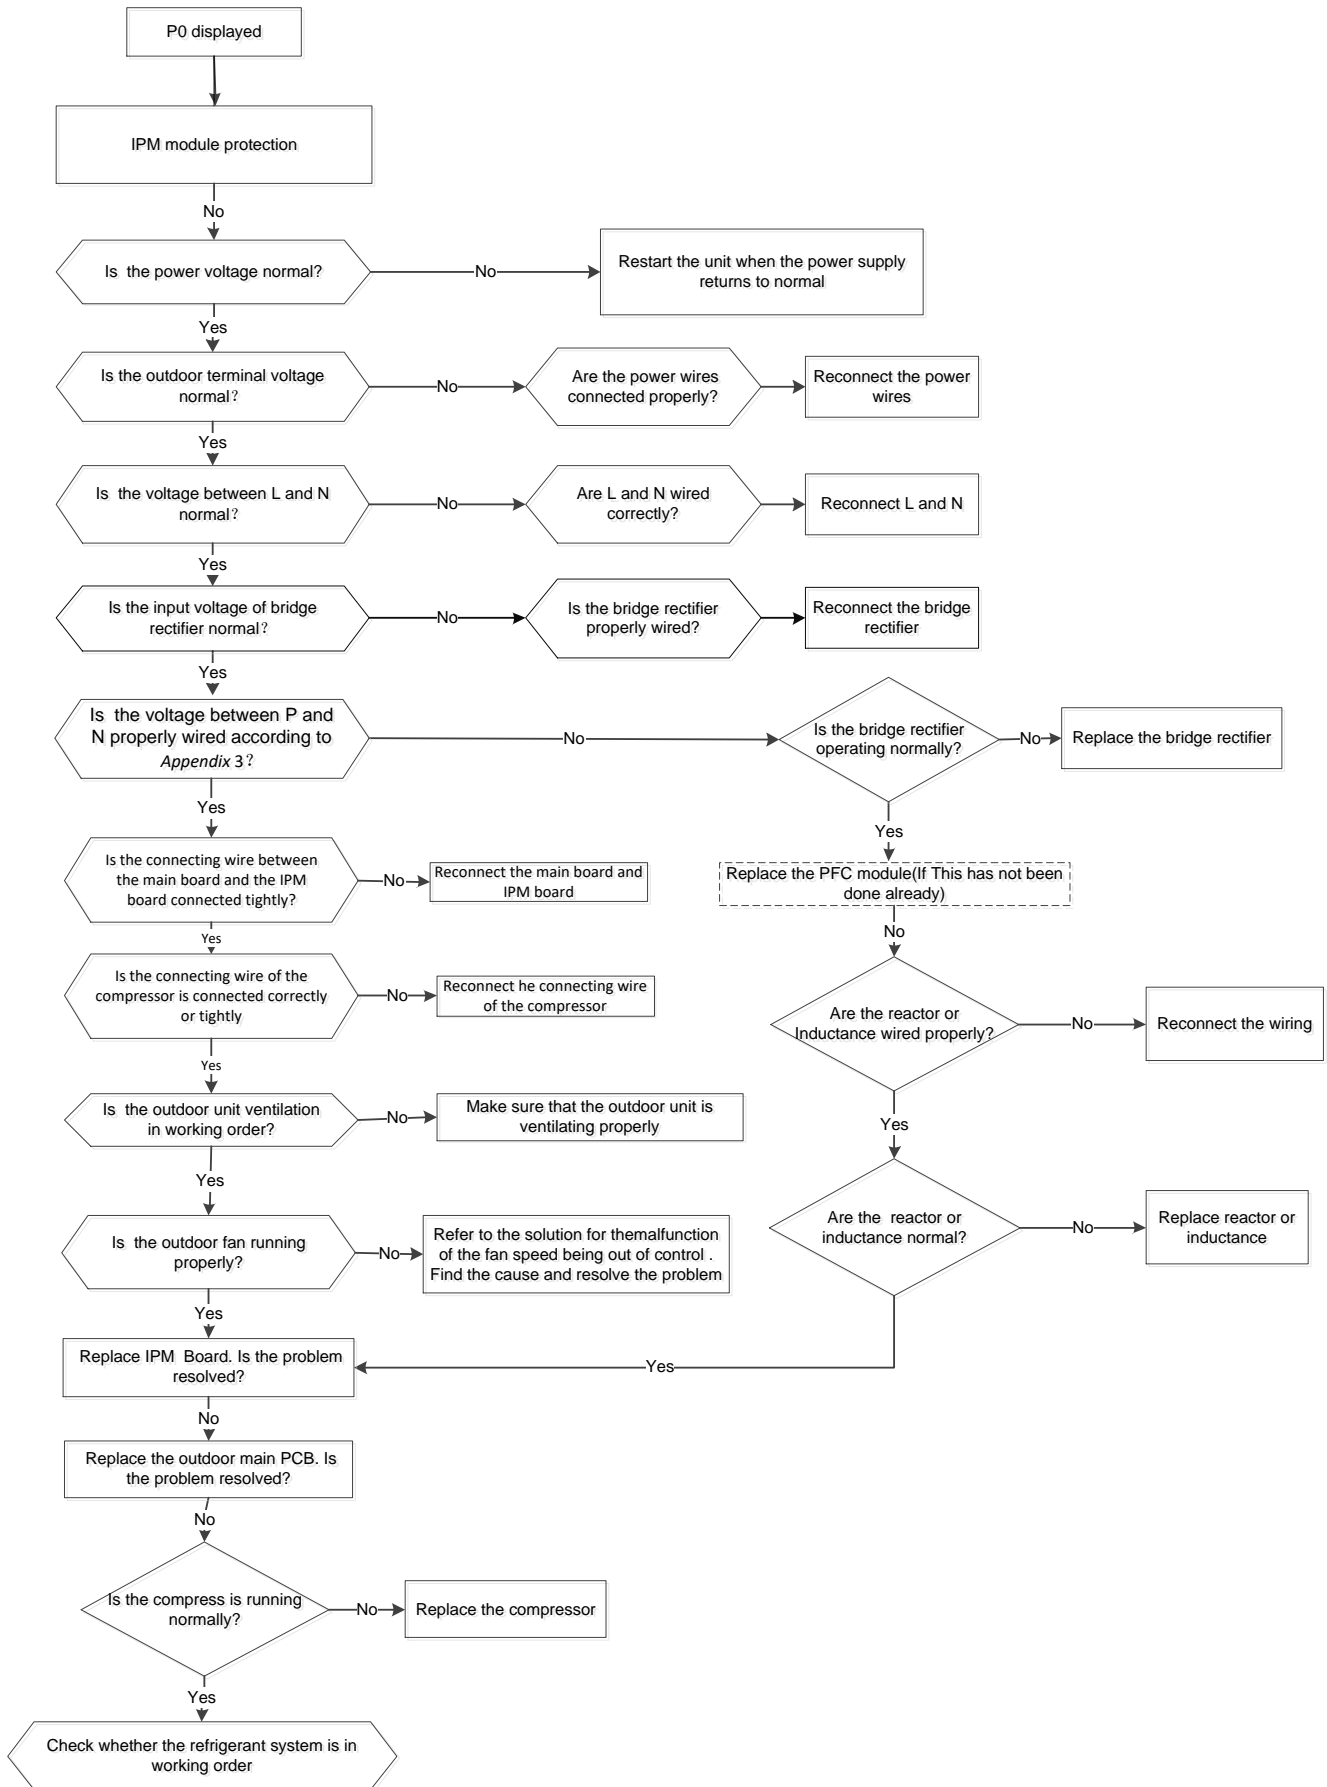 P0 displayed
IPM module protection
No
Is the power voltage normal?
No
Restart the unit when the power supply
returns to normal
Yes
Is the outdoor terminal voltage
normal?
No
Are the power wires
connected properly?
Reconnect the power
wires
Yes
Is the voltage between L and N
normal?
No
Are L and N wired
correctly?
Reconnect L and N
Yes
Is the input voltage of bridge
rectifier normal?
No
Is the bridge rectifier
properly wired?
Reconnect the bridge
rectifier
Yes
Is the voltage between P and
N properly wired according to
Appendix 3?
No
Is the bridge rectifier
operating normally?
No
Replace the bridge rectifier
Yes
Yes
Replace the PFC module(If This has not been
done already)
Is the connecting wire between
the main board and the IPM
board connected tightly?
No
Reconnect the main board and
IPM board
No
Yes
Is the connecting wire of the
compressor is connected correctly
or tightly
No
Reconnect he connecting wire
of the compressor
Are the reactor or
Inductance wired properly?
No
Reconnect the wiring
Yes
Is the outdoor unit ventilation
in working order?
No
Make sure that the outdoor unit is
ventilating properly
Yes
Yes
Is the outdoor fan running
properly?
No
Refer to the solution for themalfunction
of the fan speed being out of control .
Find the cause and resolve the problem
Are the reactor or
inductance normal?
No
Replace reactor or
inductance
Yes
Replace IPM Board. Is the problem
resolved?
Yes
No
Replace the outdoor main PCB. Is
the problem resolved?
No
Is the compress is running
normally?
No
Replace the compressor
Yes
Check whether the refrigerant system is in
working order